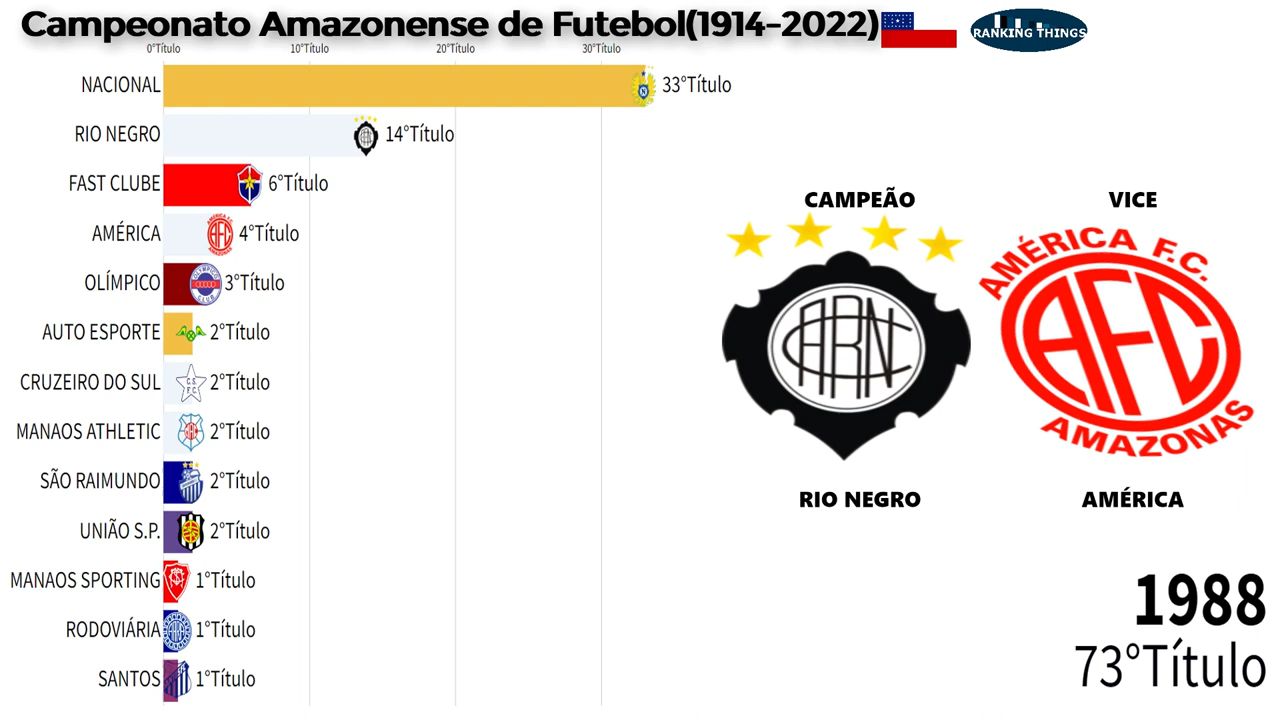 Campeonato Amazonense de Futebol(1914-2022)
RANKING THINGS
0°Título 10°Título 20°Título 30°Título
NACIONAL 33°Título
RIO NEGRO 14°Título
FAST CLUBE 6°Título
AMÉRICA 4°Título
OLÍMPICO 3°Título
AUTO ESPORTE 2°Título
CRUZEIRO DO SUL 2°Título
MANAOS ATHLETIC 2°Título
SÃO RAIMUNDO 2°Título
UNIÃO S.P. 2°Título
MANAOS SPORTING 1°Título
RODOVIÁRIA 1°Título
SANTOS 1°Título
CAMPEÃO VICE
ARNC
AMÉRICA F.C.
AFC
AMAZONAS
RIO NEGRO AMÉRICA
1988
73°Título